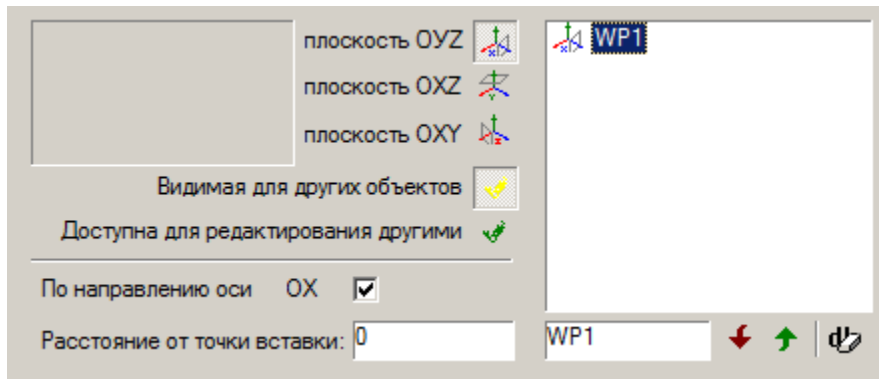 плоскость ОУZ
WP1
плоскость OXZ
плоскость OXY
Видимая для других объектов
Доступна для редактирования другими
По направлению оси OX
Расстояние от точки вставки: 0
WP1